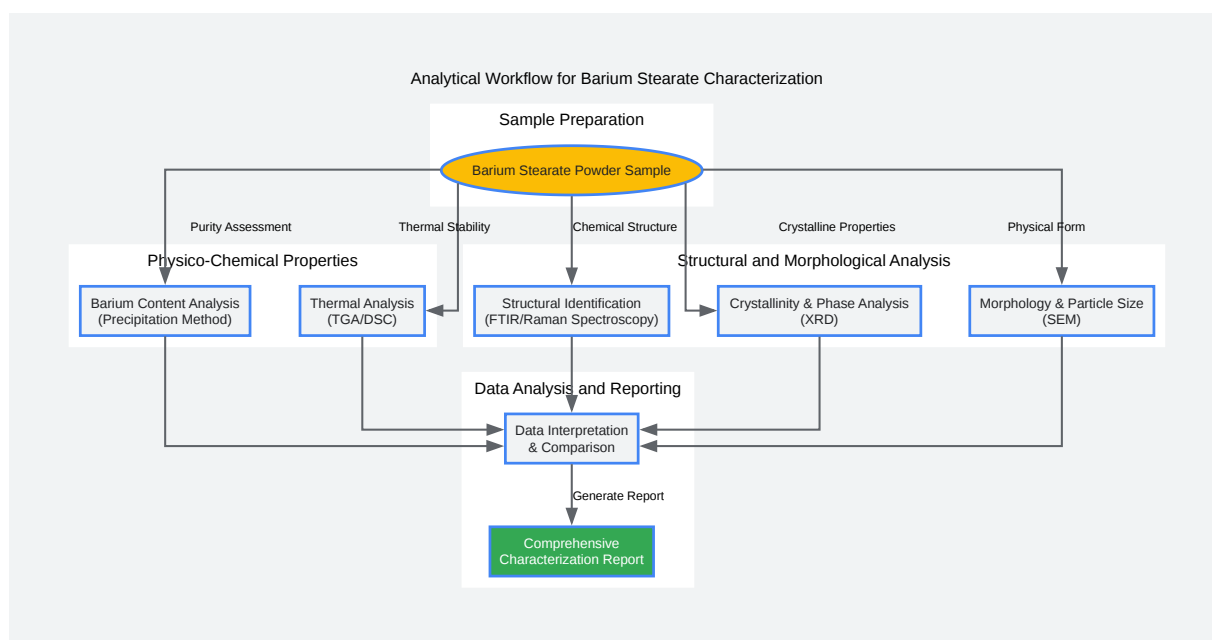 Analytical Workflow for Barium Stearate Characterization
Sample Preparation
Barium Stearate Powder Sample
Purity Assessment
Thermal Stability
Chemical Structure
Crystalline Properties
Physical Form
Physico-Chemical Properties
Structural and Morphological Analysis
Barium Content Analysis
(Precipitation Method)
Thermal Analysis
(TGA/DSC)
Structural Identification
(FTIR/Raman Spectroscopy)
Crystallinity & Phase Analysis
(XRD)
Morphology & Particle Size
(SEM)
Data Analysis and Reporting
Data Interpretation
& Comparison
Generate Report
Comprehensive
Characterization Report